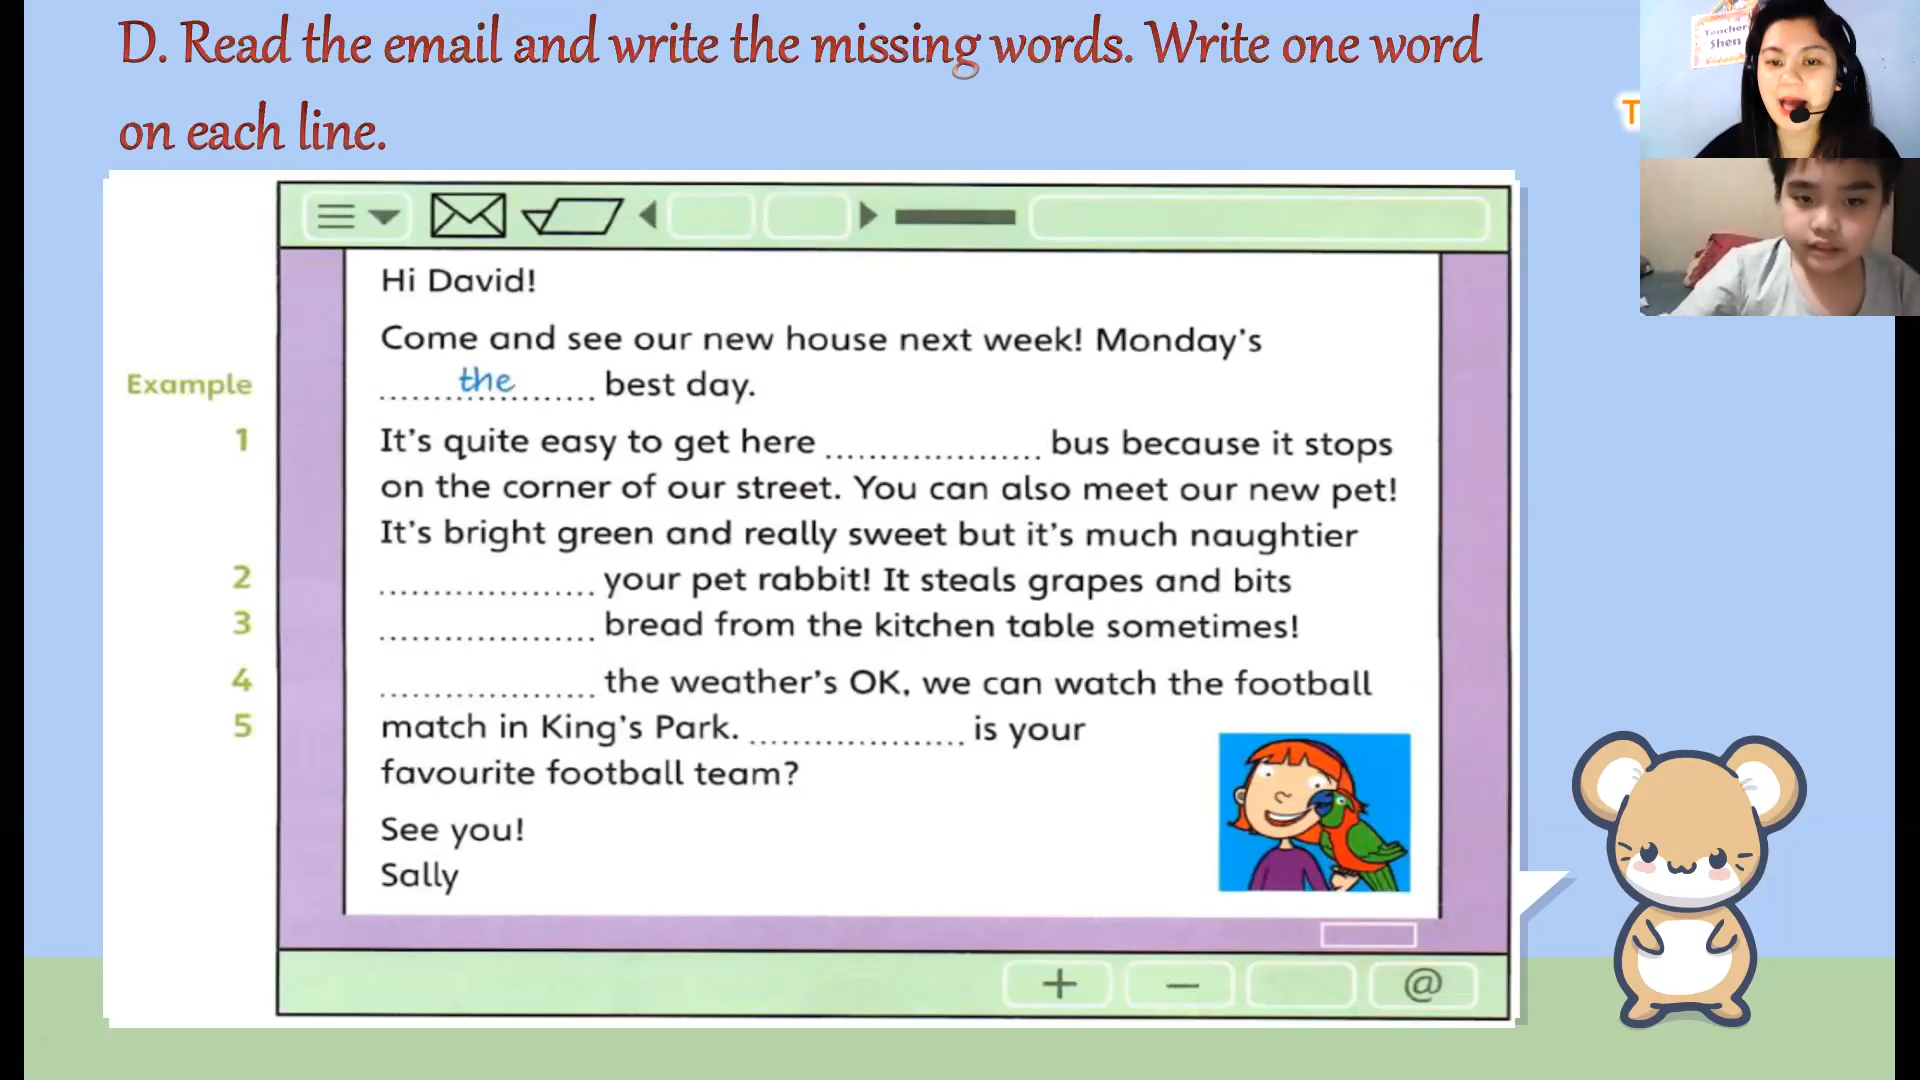 D. Read the email and write the missing words. Write one word
on each line.
Teacher
Shen
T
Hi David!
Come and see our new house next week! Monday's
Example ..........the.......... best day.
1 It's quite easy to get here .................... bus because it stops
on the corner of our street. You can also meet our new pet!
It's bright green and really sweet but it's much naughtier
2 .................... your pet rabbit! It steals grapes and bits
3 .................... bread from the kitchen table sometimes!
4 .................... the weather's OK, we can watch the football
5 match in King's Park. .................... is your
favourite football team?
See you!
Sally
+ − @